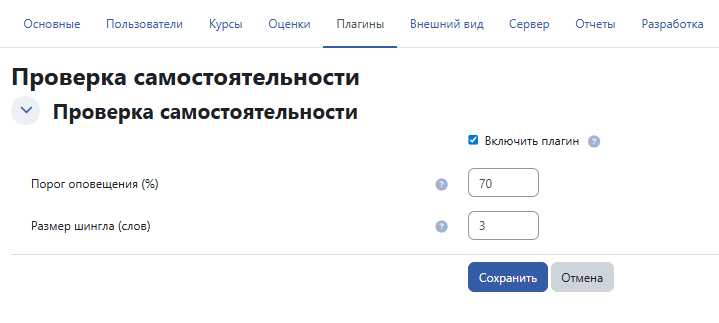 Основные Пользователи Курсы Оценки Плагины Внешний вид Сервер Отчеты Разработка
Проверка самостоятельности
Проверка самостоятельности
Включить плагин ?
Порог оповещения (%) ? 70
Размер шингла (слов) ? 3
Сохранить Отмена